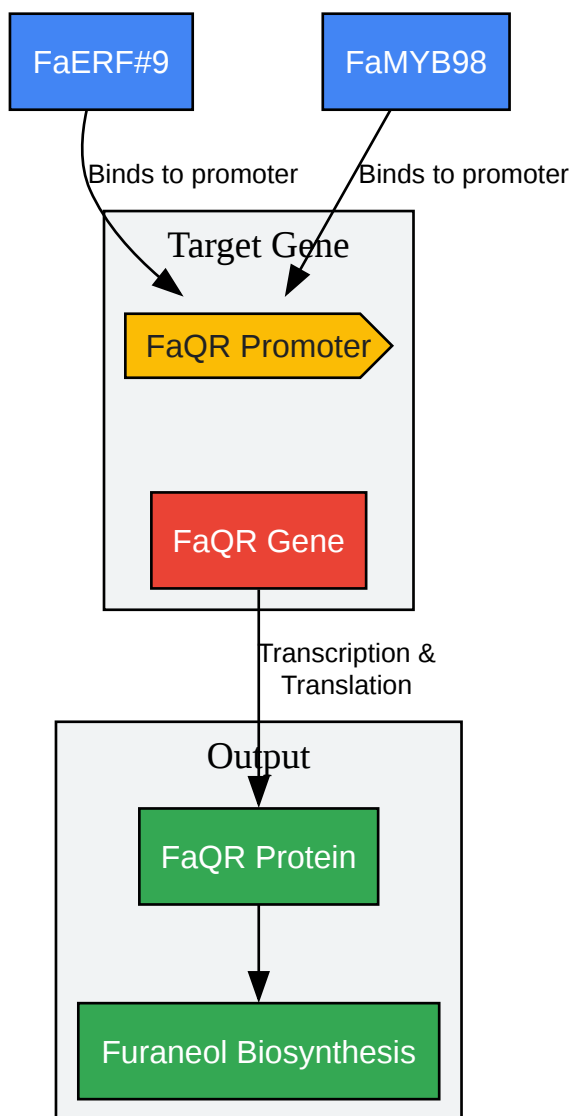 FaERF#9
FaMYB98
Binds to promoter
Binds to promoter
Target Gene
FaQR Promoter
FaQR Gene
Transcription &
Translation
Output
FaQR Protein
Furaneol Biosynthesis